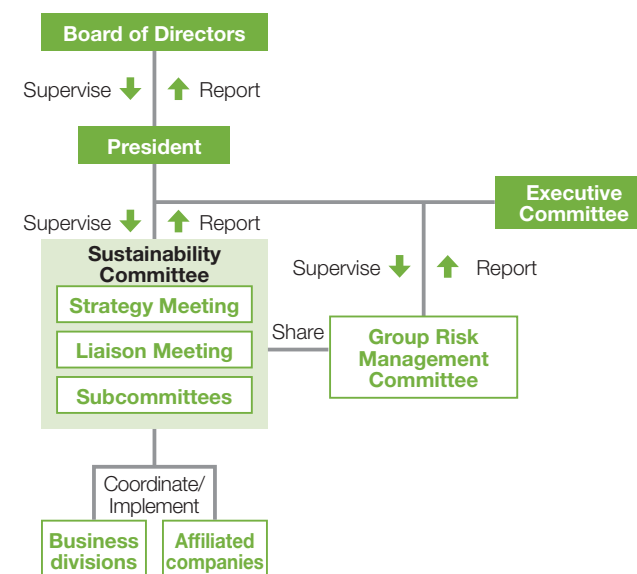 Board of Directors
Supervise
Report
President
Executive
Committee
Supervise
Report
Sustainability
Committee
Strategy Meeting
Liaison Meeting
Subcommittees
Supervise
Report
Share
Group Risk
Management
Committee
Coordinate/
Implement
Business
divisions
Affiliated
companies